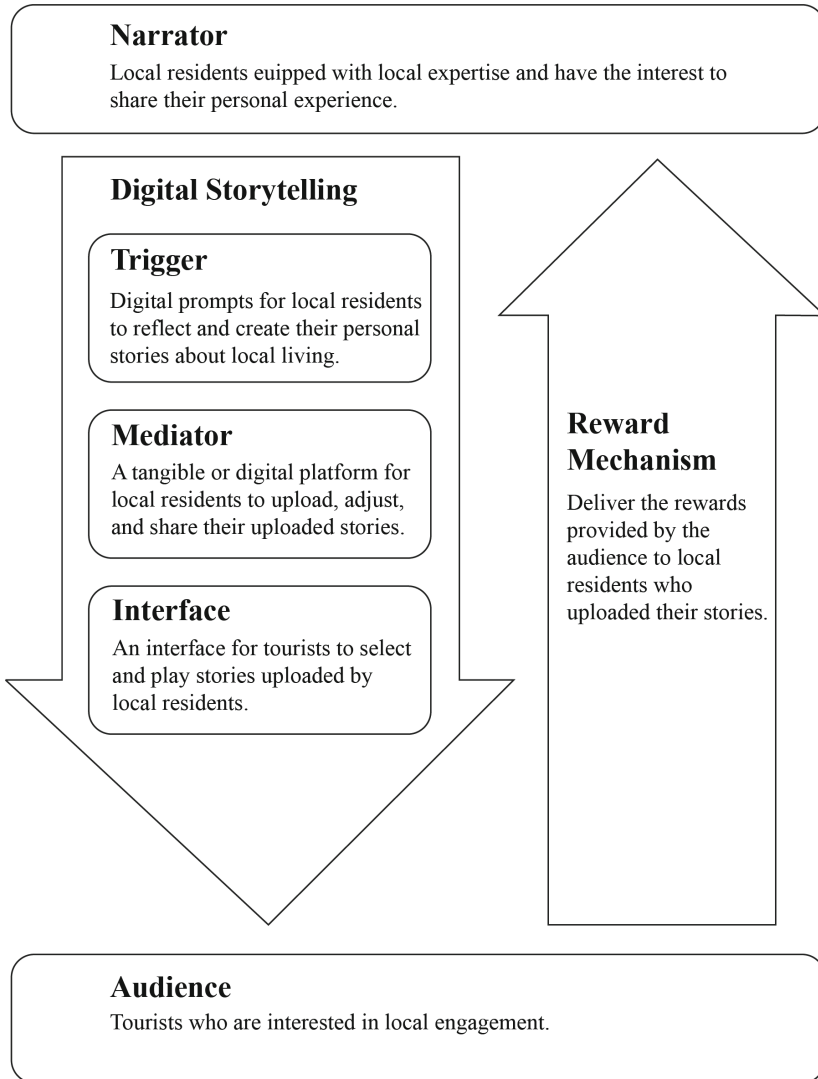 Narrator
Local residents euipped with local expertise and have the interest to
share their personal experience.
Digital Storytelling
Trigger
Digital prompts for local residents
to reflect and create their personal
stories about local living.
Mediator
A tangible or digital platform for
local residents to upload, adjust,
and share their uploaded stories.
Interface
An interface for tourists to select
and play stories uploaded by
local residents.
Reward
Mechanism
Deliver the rewards
provided by the
audience to local
residents who
uploaded their stories.
Audience
Tourists who are interested in local engagement.